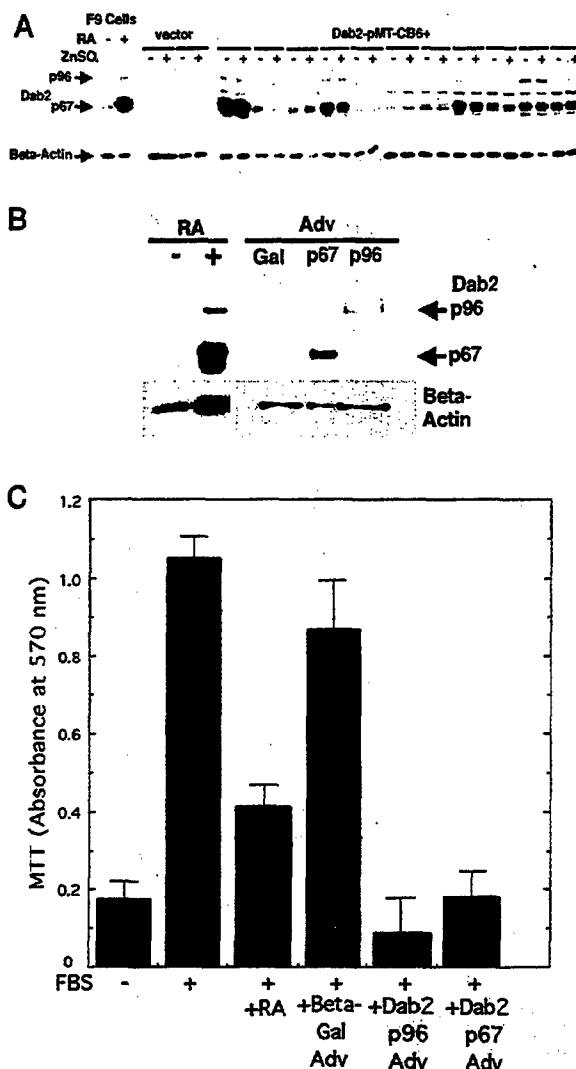 A
F9 Cells
RA - + vector Dab2-pMT-CB6+
ZnSO4 - + - + - + - + - + - + - + - + - + - + - + - + - +
p96
Dab2
p67
Beta-Actin
B
RA Adv
- + Gal p67 p96
Dab2
p96
p67
Beta-
Actin
C
MTT (Absorbance at 570 nm)
1.2
1.0
0.8
0.6
0.4
0.2
0
FBS - + + + + +
+RA +Beta- +Dab2 +Dab2
Gal p96 p67
Adv Adv Adv